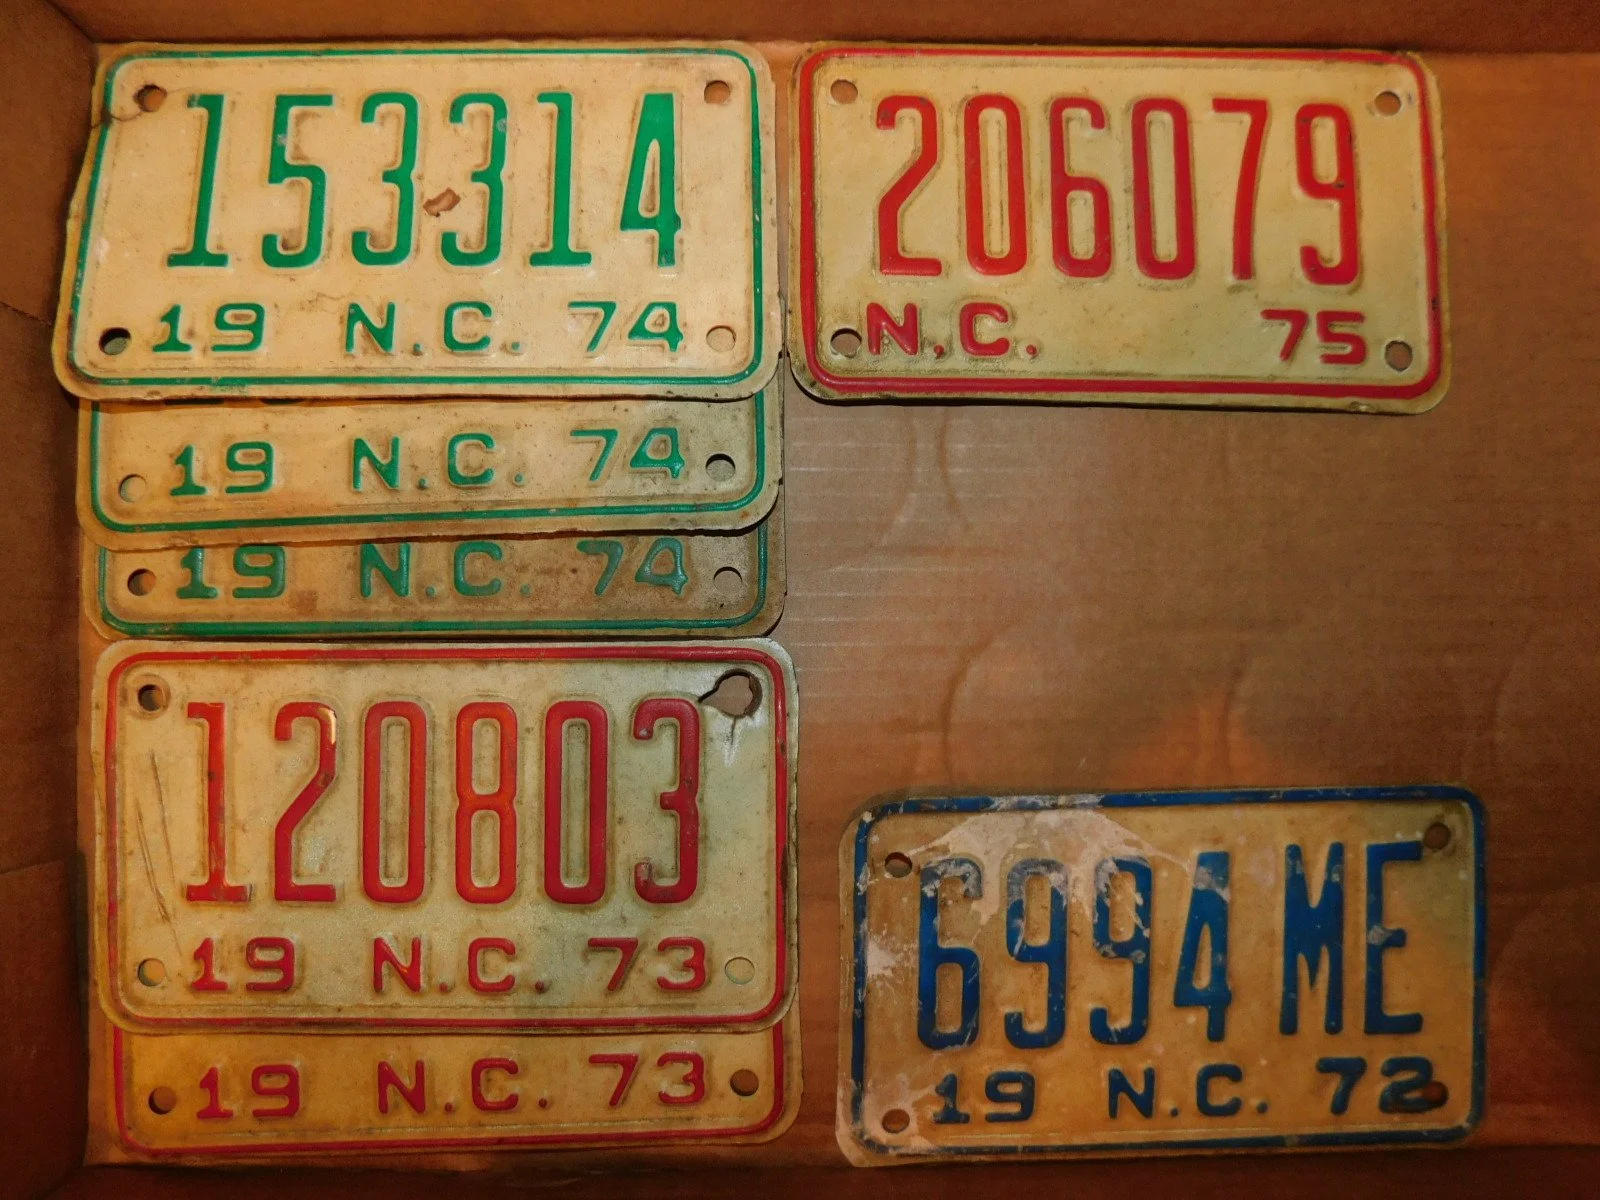 153314
19 N.C. 74
19 N.C. 74
19 N.C. 74
120803
19 N.C. 73
19 N.C. 73
206079
N.C. 75
6994 ME
19 N.C. 72